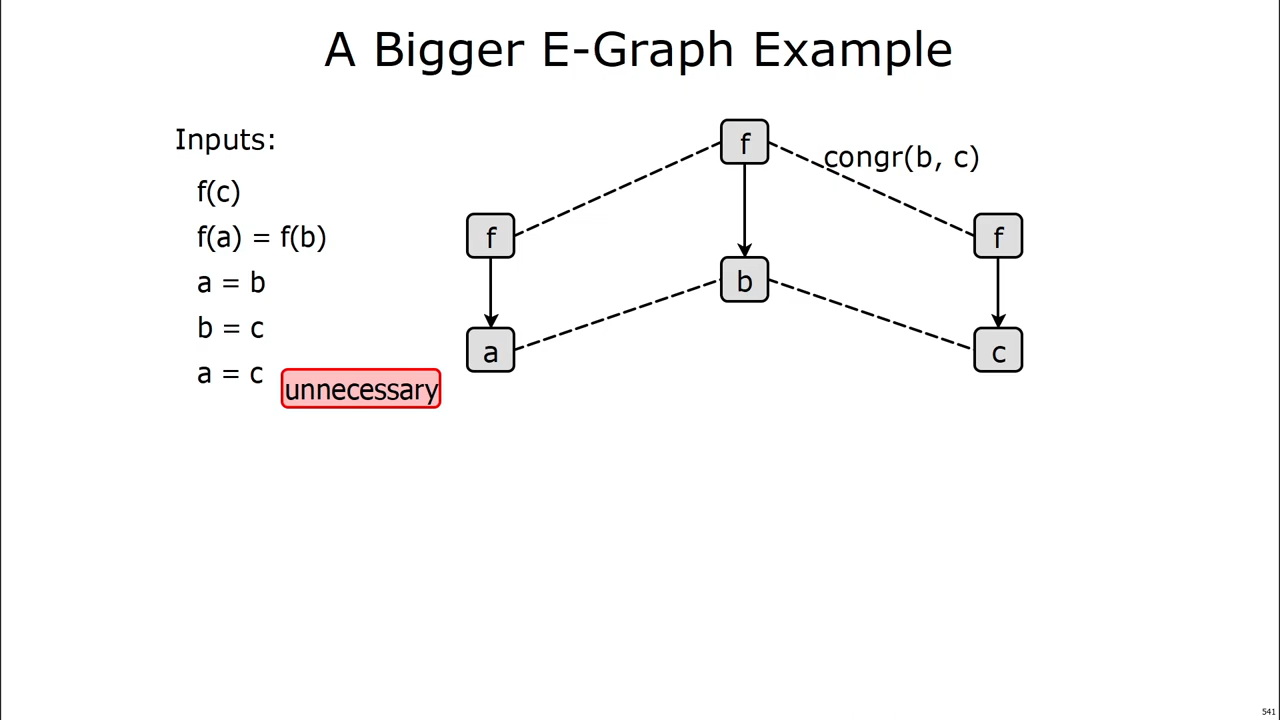 A Bigger E-Graph Example
Inputs:
f(c)
f(a) = f(b)
a = b
b = c
a = c
unnecessary
f
congr(b, c)
f
f
b
a
c
541